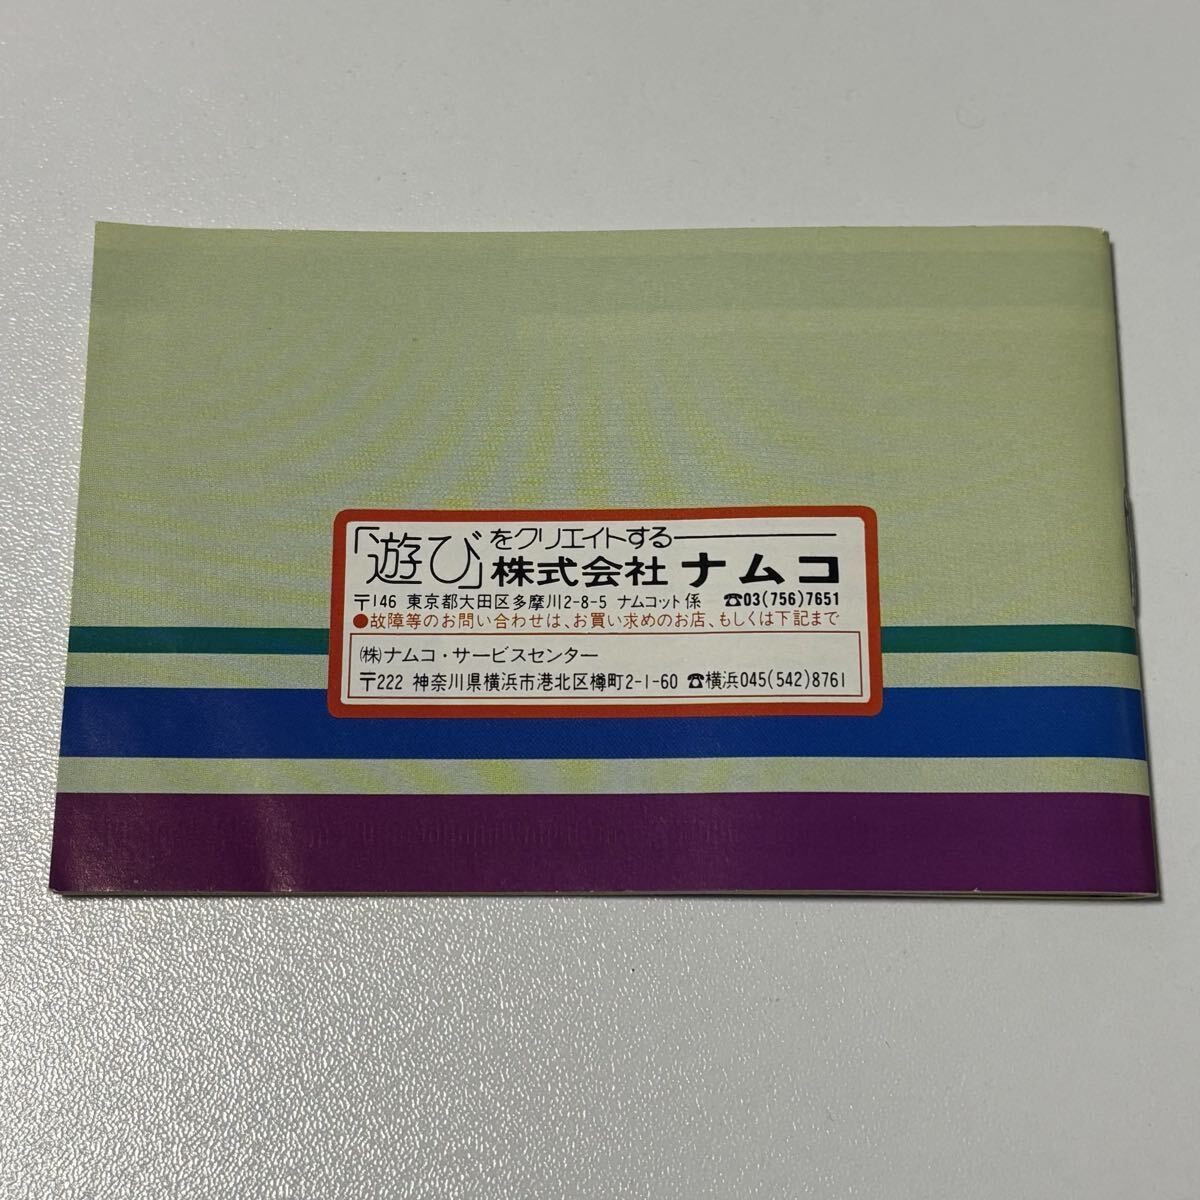 「遊び」をクリエイトする――
株式会社ナムコ
〒146 東京都大田区多摩川2-8-5 ナムコット係 ☎03(756)7651
●故障等のお問い合わせは、お買い求めのお店、もしくは下記まで
㈱ナムコ・サービスセンター
〒222 神奈川県横浜市港北区樽町2-1-60 ☎横浜045(542)8761